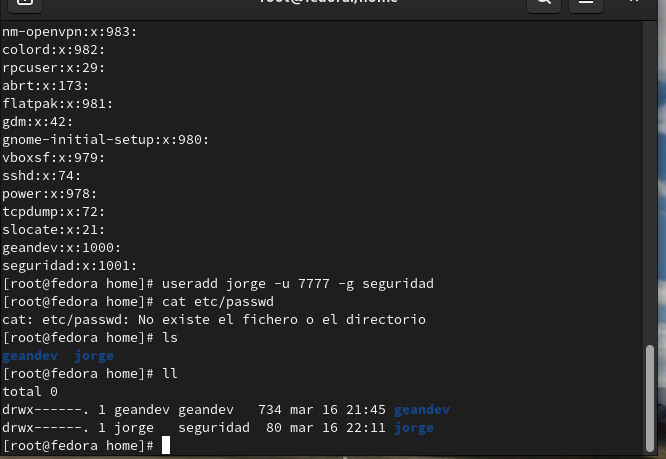 root@fedora:/home
nm-openvpn:x:983:
colord:x:982:
rpcuser:x:29:
abrt:x:173:
flatpak:x:981:
gdm:x:42:
gnome-initial-setup:x:980:
vboxsf:x:979:
sshd:x:74:
power:x:978:
tcpdump:x:72:
slocate:x:21:
geandev:x:1000:
seguridad:x:1001:
[root@fedora home]# useradd jorge -u 7777 -g seguridad
[root@fedora home]# cat etc/passwd
cat: etc/passwd: No existe el fichero o el directorio
[root@fedora home]# ls
geandev  jorge
[root@fedora home]# ll
total 0
drwx------. 1 geandev geandev   734 mar 16 21:45 geandev
drwx------. 1 jorge   seguridad  80 mar 16 22:11 jorge
[root@fedora home]#